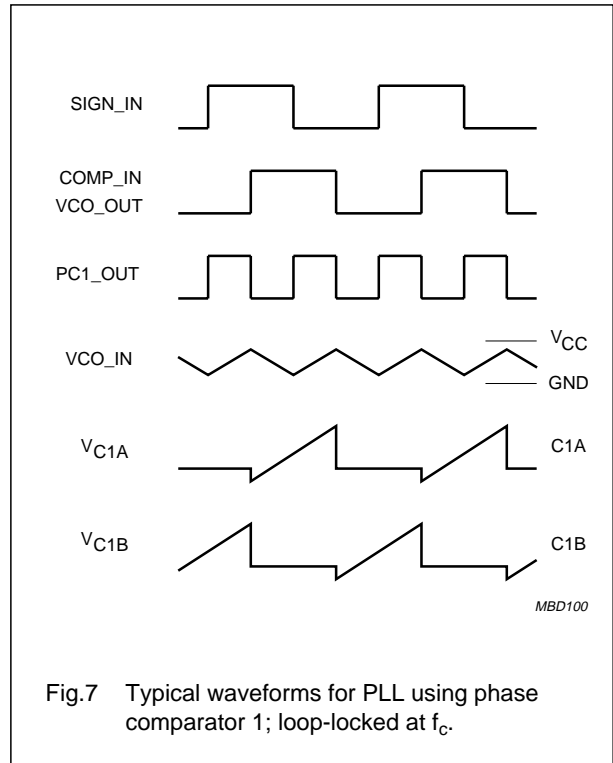 SIGN_IN
COMP_IN
VCO_OUT
PC1_OUT
VCO_IN
VCC
GND
VC1A
C1A
VC1B
C1B
MBD100
Fig.7 Typical waveforms for PLL using phase
comparator 1; loop-locked at fc.